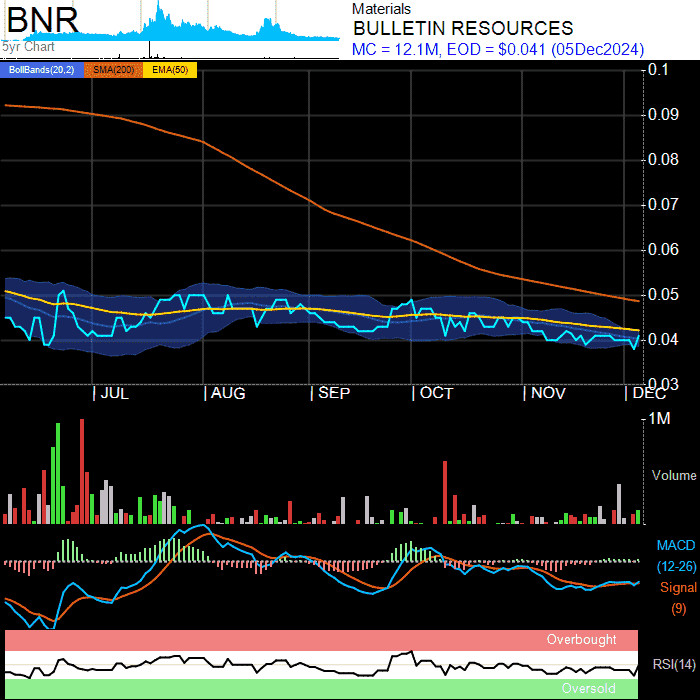 BNR
5yr Chart
Materials
BULLETIN RESOURCES
MC = 12.1M, EOD = $0.041 (05Dec2024)
BollBands(20,2) SMA(200) EMA(50)
0.1
0.09
0.08
0.07
0.06
0.05
0.04
0.03
JUL AUG SEP OCT NOV DEC
1M
Volume
MACD
(12-26)
Signal
(9)
Overbought
RSI(14)
Oversold